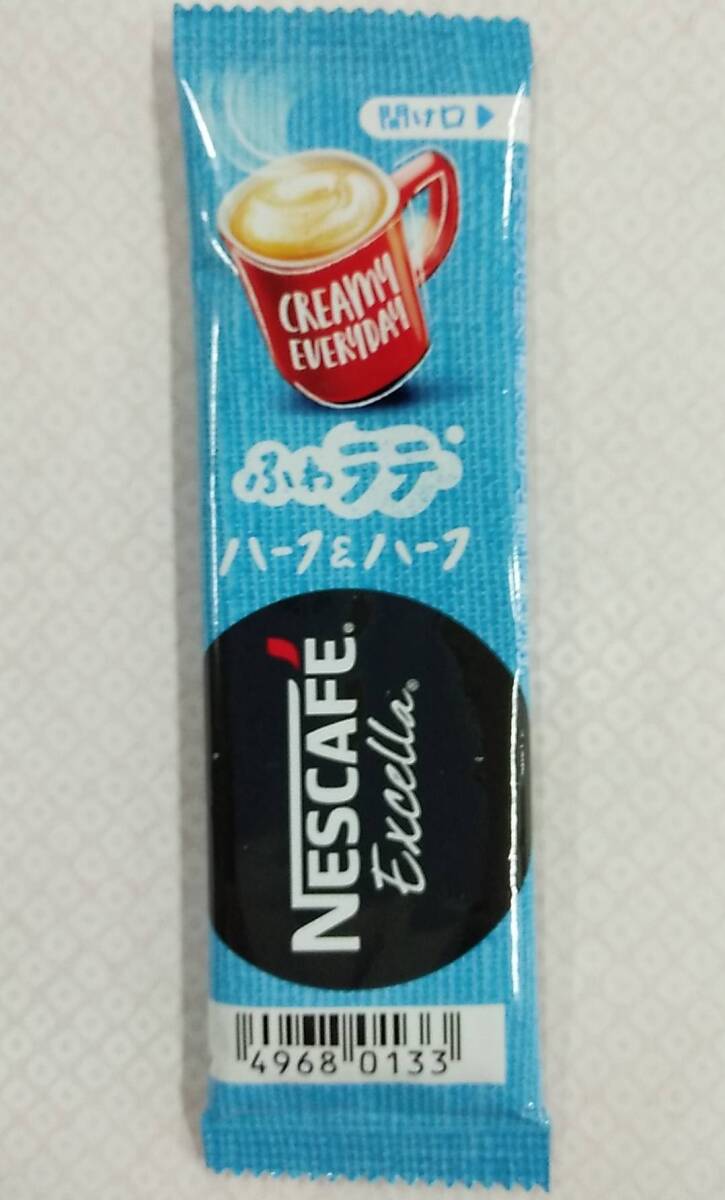 開け口
CREAMY
EVERYDAY
ふわラテ
ハーフ&ハーフ
NESCAFÉ®
Excella®
4968 0133